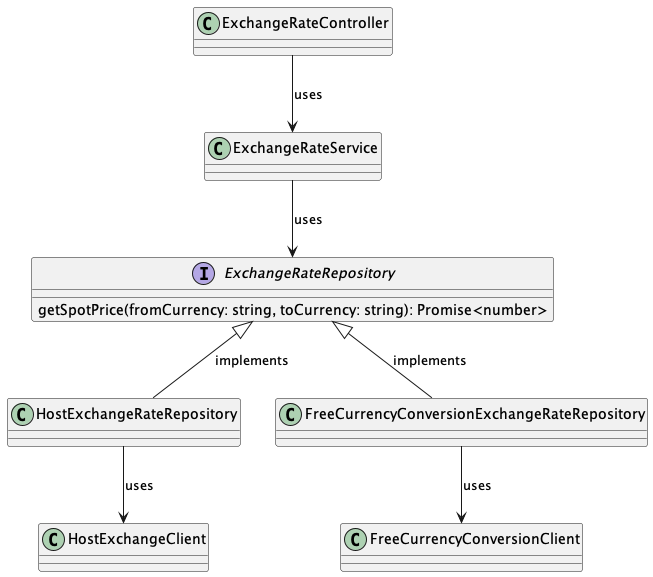 C ExchangeRateController
uses
C ExchangeRateService
uses
I ExchangeRateRepository
getSpotPrice(fromCurrency: string, toCurrency: string): Promise<number>
implements
implements
C HostExchangeRateRepository
C FreeCurrencyConversionExchangeRateRepository
uses
uses
C HostExchangeClient
C FreeCurrencyConversionClient